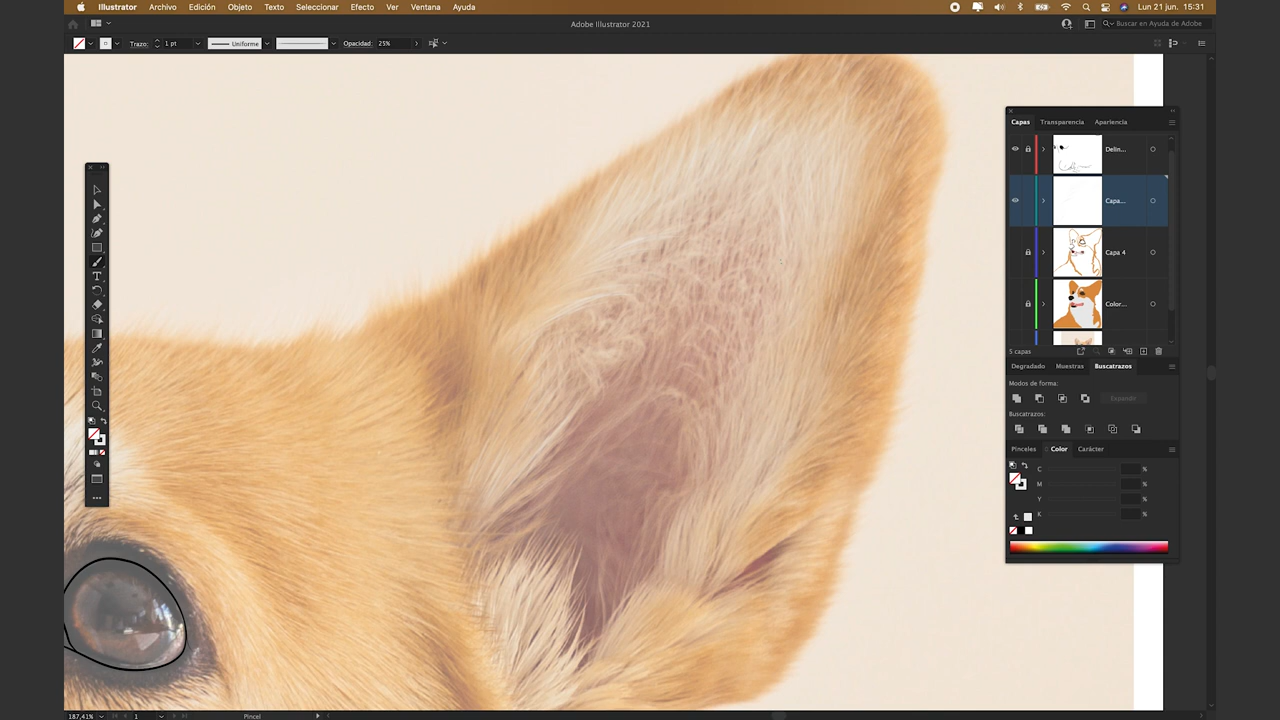 Illustrator Archivo Edición Objeto Texto Seleccionar Efecto Ver Ventana Ayuda Lun 21 jun. 15:31
Adobe Illustrator 2021 Buscar en Ayuda de Adobe
Trazo: 1 pt Uniforme Opacidad: 25%
Capas Transparencia Apariencia
Delin...
Capa...
Capa 4
Color...
5 capas
Degradado Muestras Buscatrazos
Modos de forma:
Expandir
Buscatrazos:
Pinceles Color Carácter
C %
M %
Y %
K %
187,41% 1 Pincel